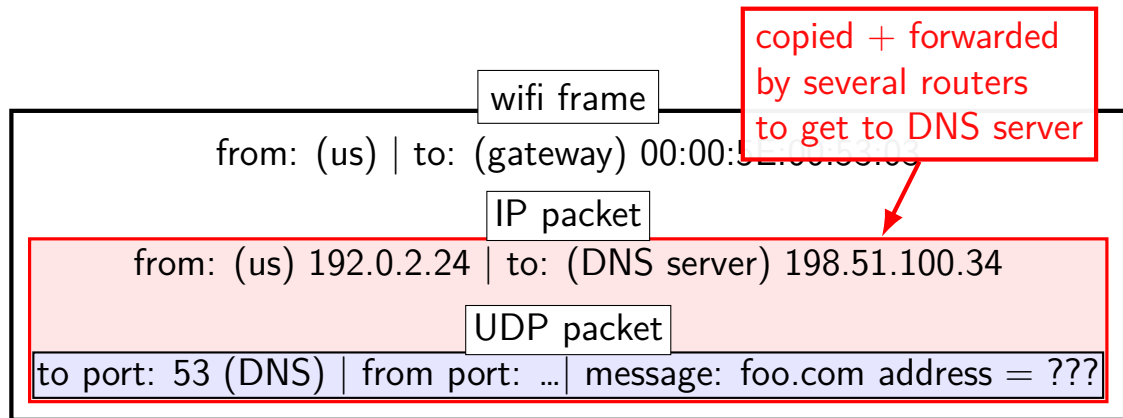 copied + forwarded
by several routers
to get to DNS server
wifi frame
from: (us) | to: (gateway) 00:00:5E:00:53:03
IP packet
from: (us) 192.0.2.24 | to: (DNS server) 198.51.100.34
UDP packet
to port: 53 (DNS) | from port: ...| message: foo.com address = ???